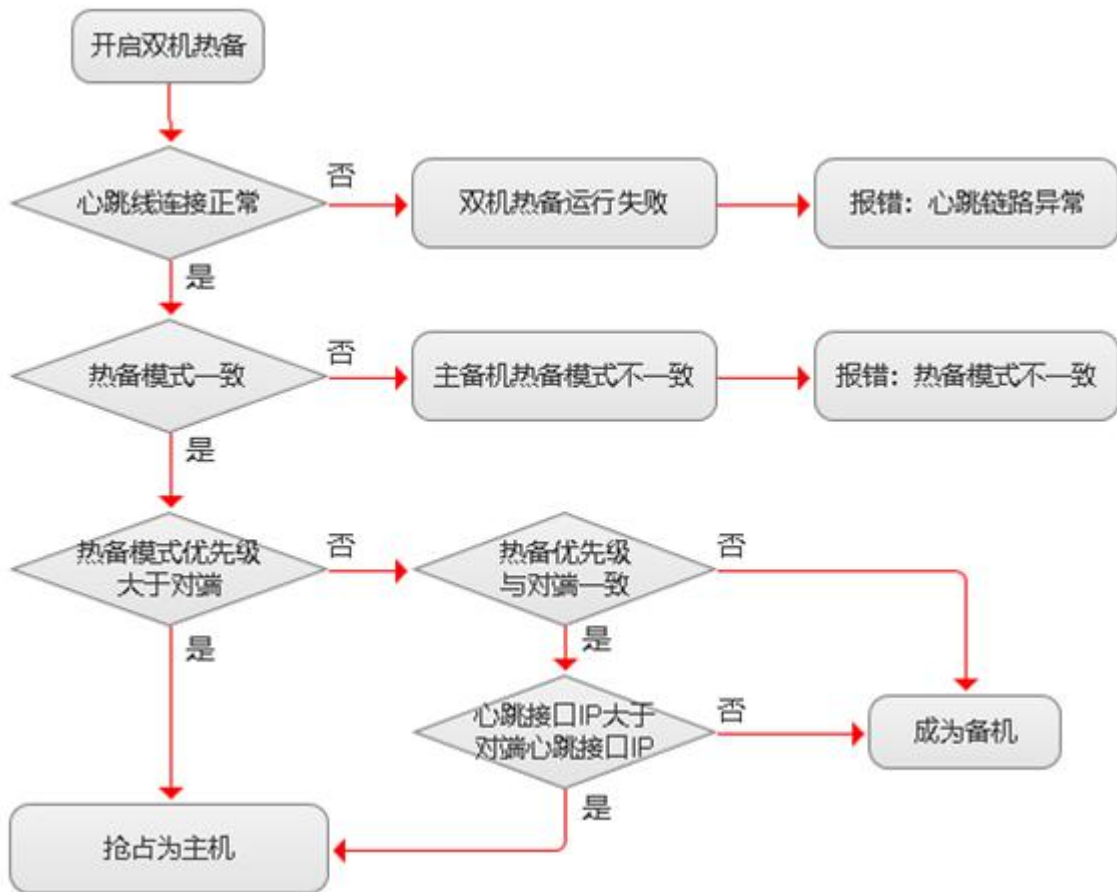 开启双机热备
心跳线连接正常
否
双机热备运行失败
报错：心跳链路异常
是
热备模式一致
否
主备机热备模式不一致
报错：热备模式不一致
是
热备模式优先级
大于对端
否
热备优先级
与对端一致
否
是
是
心跳接口IP大于
对端心跳接口IP
否
成为备机
是
抢占为主机